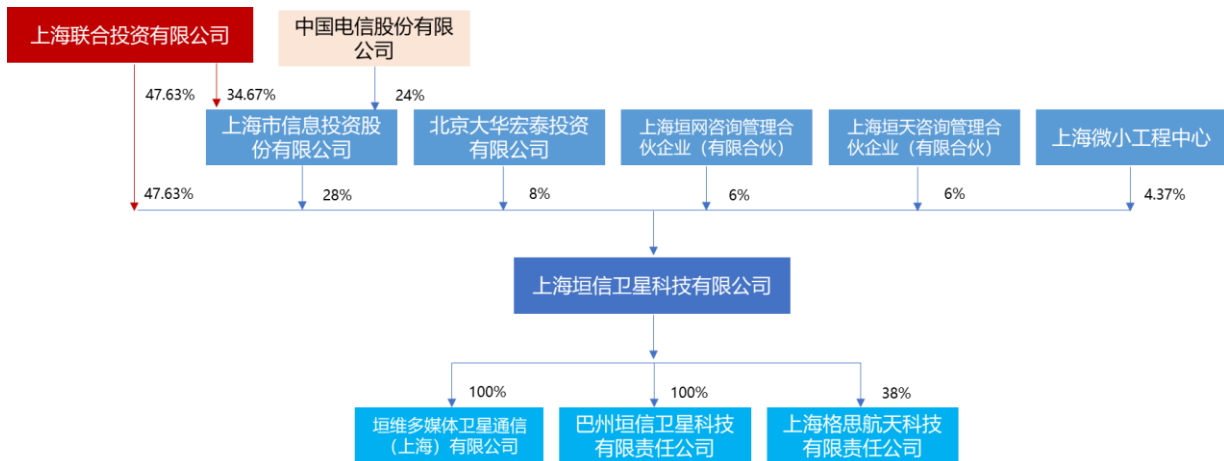 上海联合投资有限公司
中国电信股份有限
公司
47.63%
34.67%
24%
上海市信息投资股
份有限公司
北京大华宏泰投资
有限公司
上海垣网咨询管理合
伙企业（有限合伙）
上海垣天咨询管理合
伙企业（有限合伙）
上海微小工程中心
47.63%
28%
8%
6%
6%
4.37%
上海垣信卫星科技有限公司
100%
100%
38%
垣维多媒体卫星通信
（上海）有限公司
巴州垣信卫星科技
有限责任公司
上海格思航天科技
有限责任公司